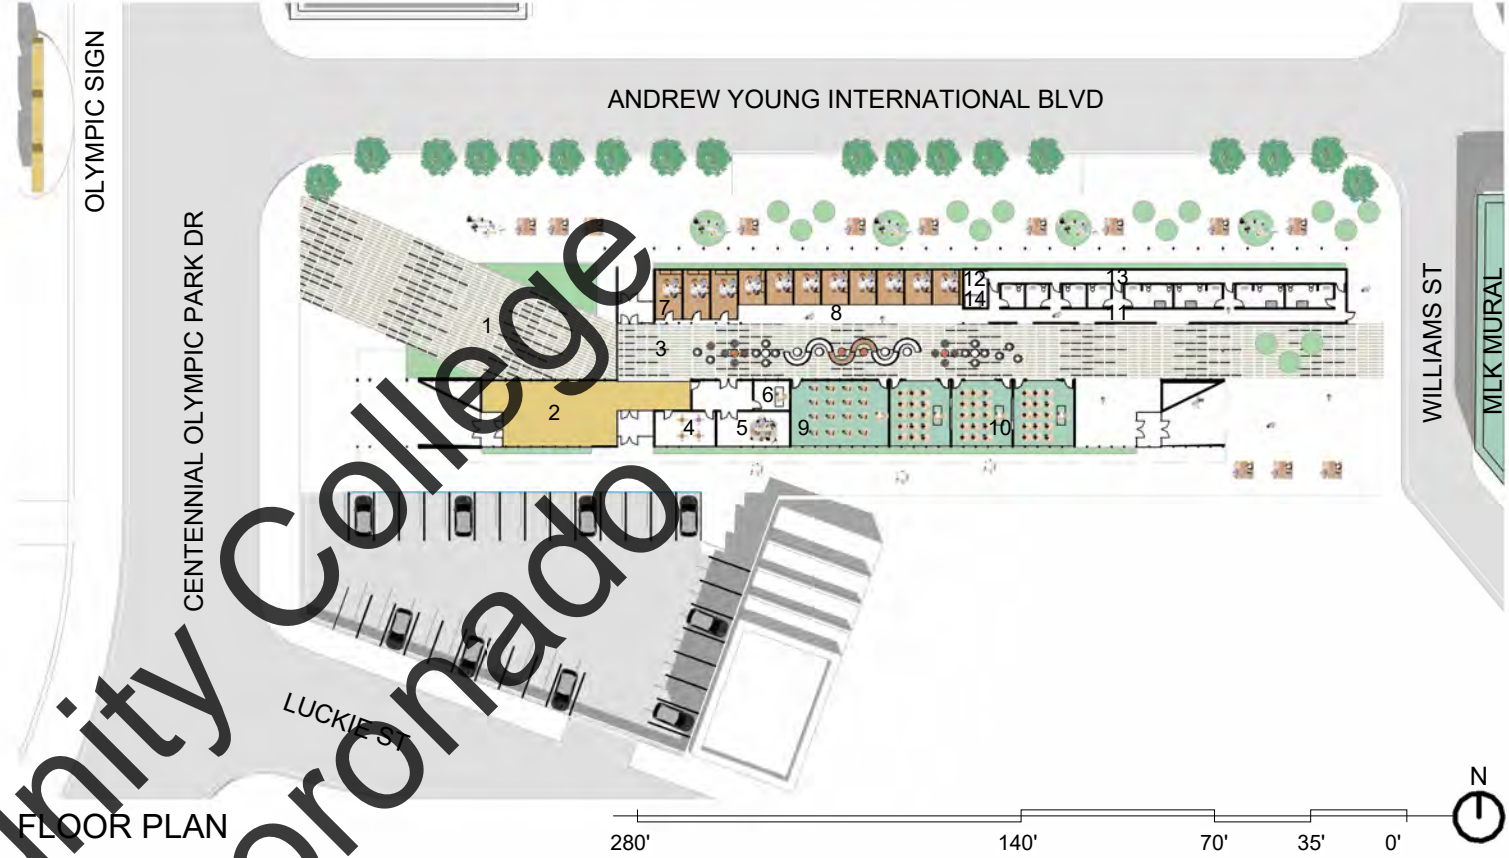 OLYMPIC SIGN
ANDREW YOUNG INTERNATIONAL BLVD
CENTENNIAL OLYMPIC PARK DR
WILLIAMS ST
MLK MURAL
12
13
7
14
8
11
1
3
6
2
4
5
9
10
College
LUCKIE ST
N
FLOOR PLAN
280' 140' 70' 35' 0'